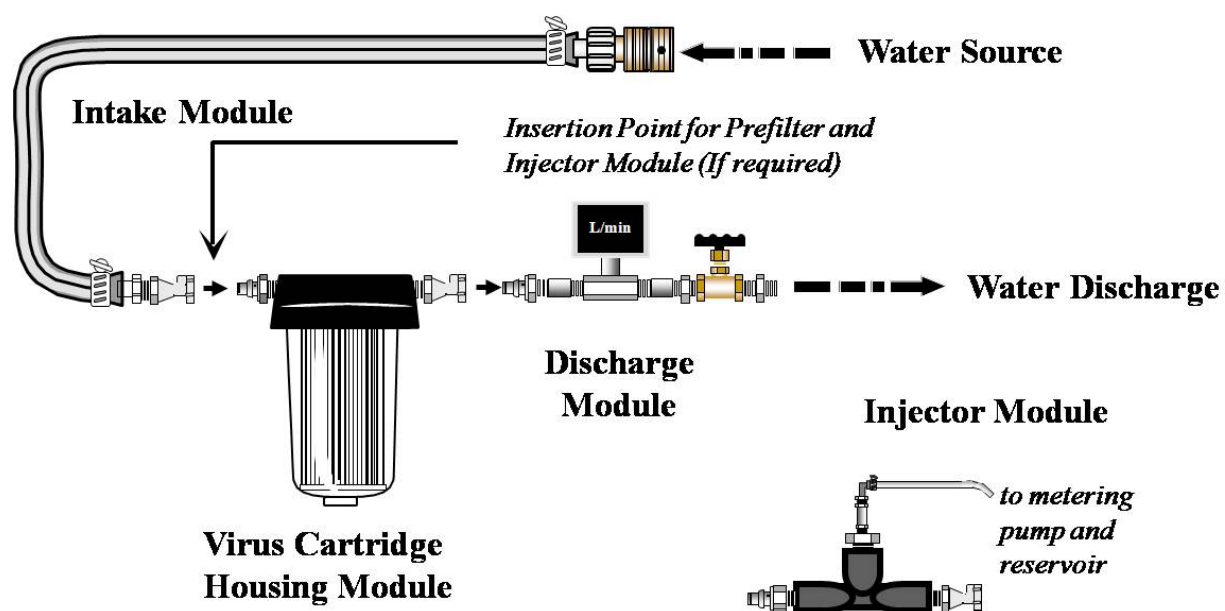 Water Source
Intake Module
Insertion Point for Prefilter and
Injector Module (If required)
L/min
Water Discharge
Discharge
Module
Injector Module
to metering
pump and
reservoir
Virus Cartridge
Housing Module